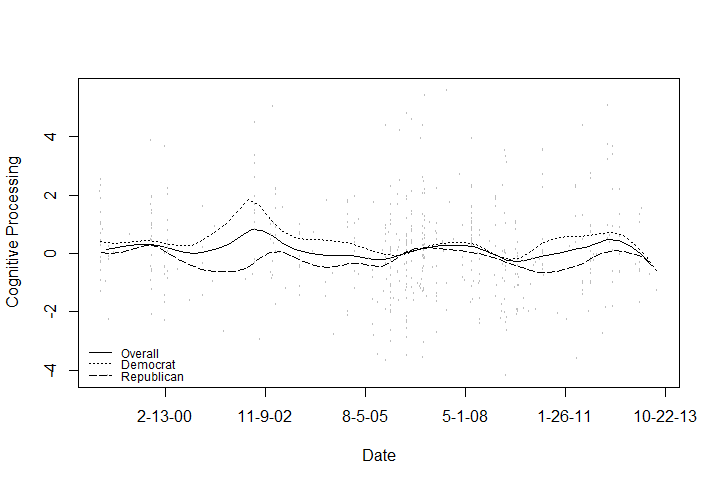 Cognitive Processing
4
2
0
-2
-4
Overall
Democrat
Republican
2-13-00 11-9-02 8-5-05 5-1-08 1-26-11 10-22-13
Date